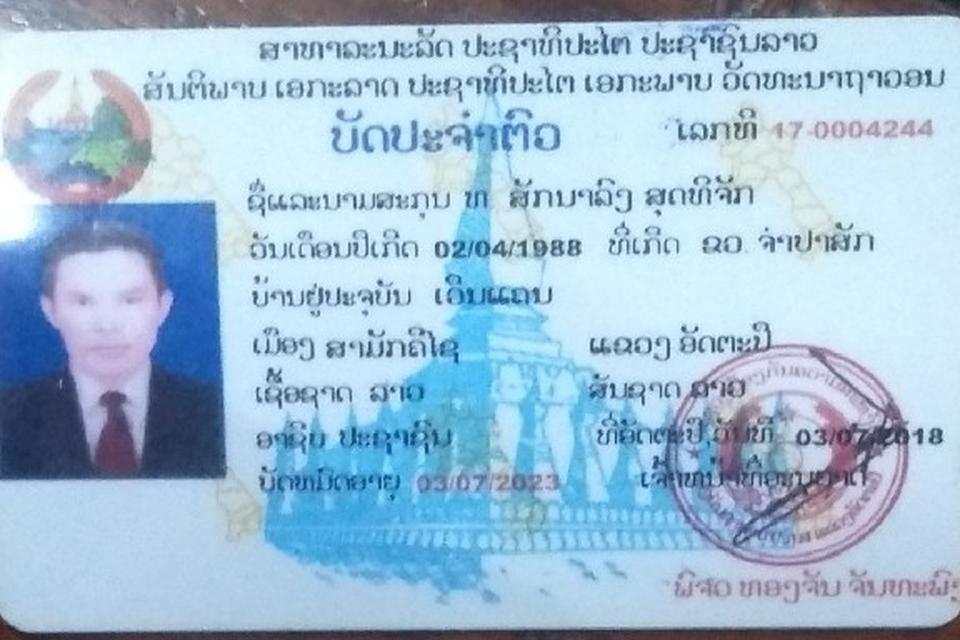 ສາທາລະນະລັດ ປະຊາທິປະໄຕ ປະຊາຊົນລາວ
ສັນຕິພາບ ເອກະລາດ ປະຊາທິປະໄຕ ເອກະພາບ ວັດທະນາຖາວອນ
ບັດປະຈຳຕົວ ເລກທີ 17-0004244
ຊື່ແລະນາມສະກຸນ ທ ສັກນາລົງ ສຸດທິຈັກ
ວັນເດືອນປີເກີດ 02/04/1988 ທີ່ເກີດ ຂວ. ຈຳປາສັກ
ບ້ານຢູ່ປະຈຸບັນ ເວີນແຄນ
ເມືອງ ສາມັກຄີໄຊ ແຂວງ ອັດຕະປື
ເຊື້ອຊາດ ລາວ ສັນຊາດ ລາວ
ອາຊີບ ປະຊາຊົນ ທີ່ອັດຕະປື,ວັນທີ 03/07/2018
ບັດຫມົດອາຍຸ 03/07/2023 ເຈົ້າຫນ້າທີ່ອະນຸຍາດ
ພັຈວ ທອງຈັນ